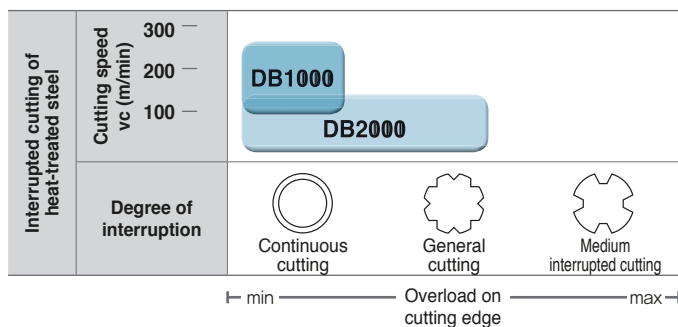 Interrupted cutting of
heat-treated steel
Cutting speed
vc (m/min)
300
200
100
DB1000
DB2000
Degree of
interruption
Continuous
cutting
General
cutting
Medium
interrupted cutting
min
Overload on
cutting edge
max